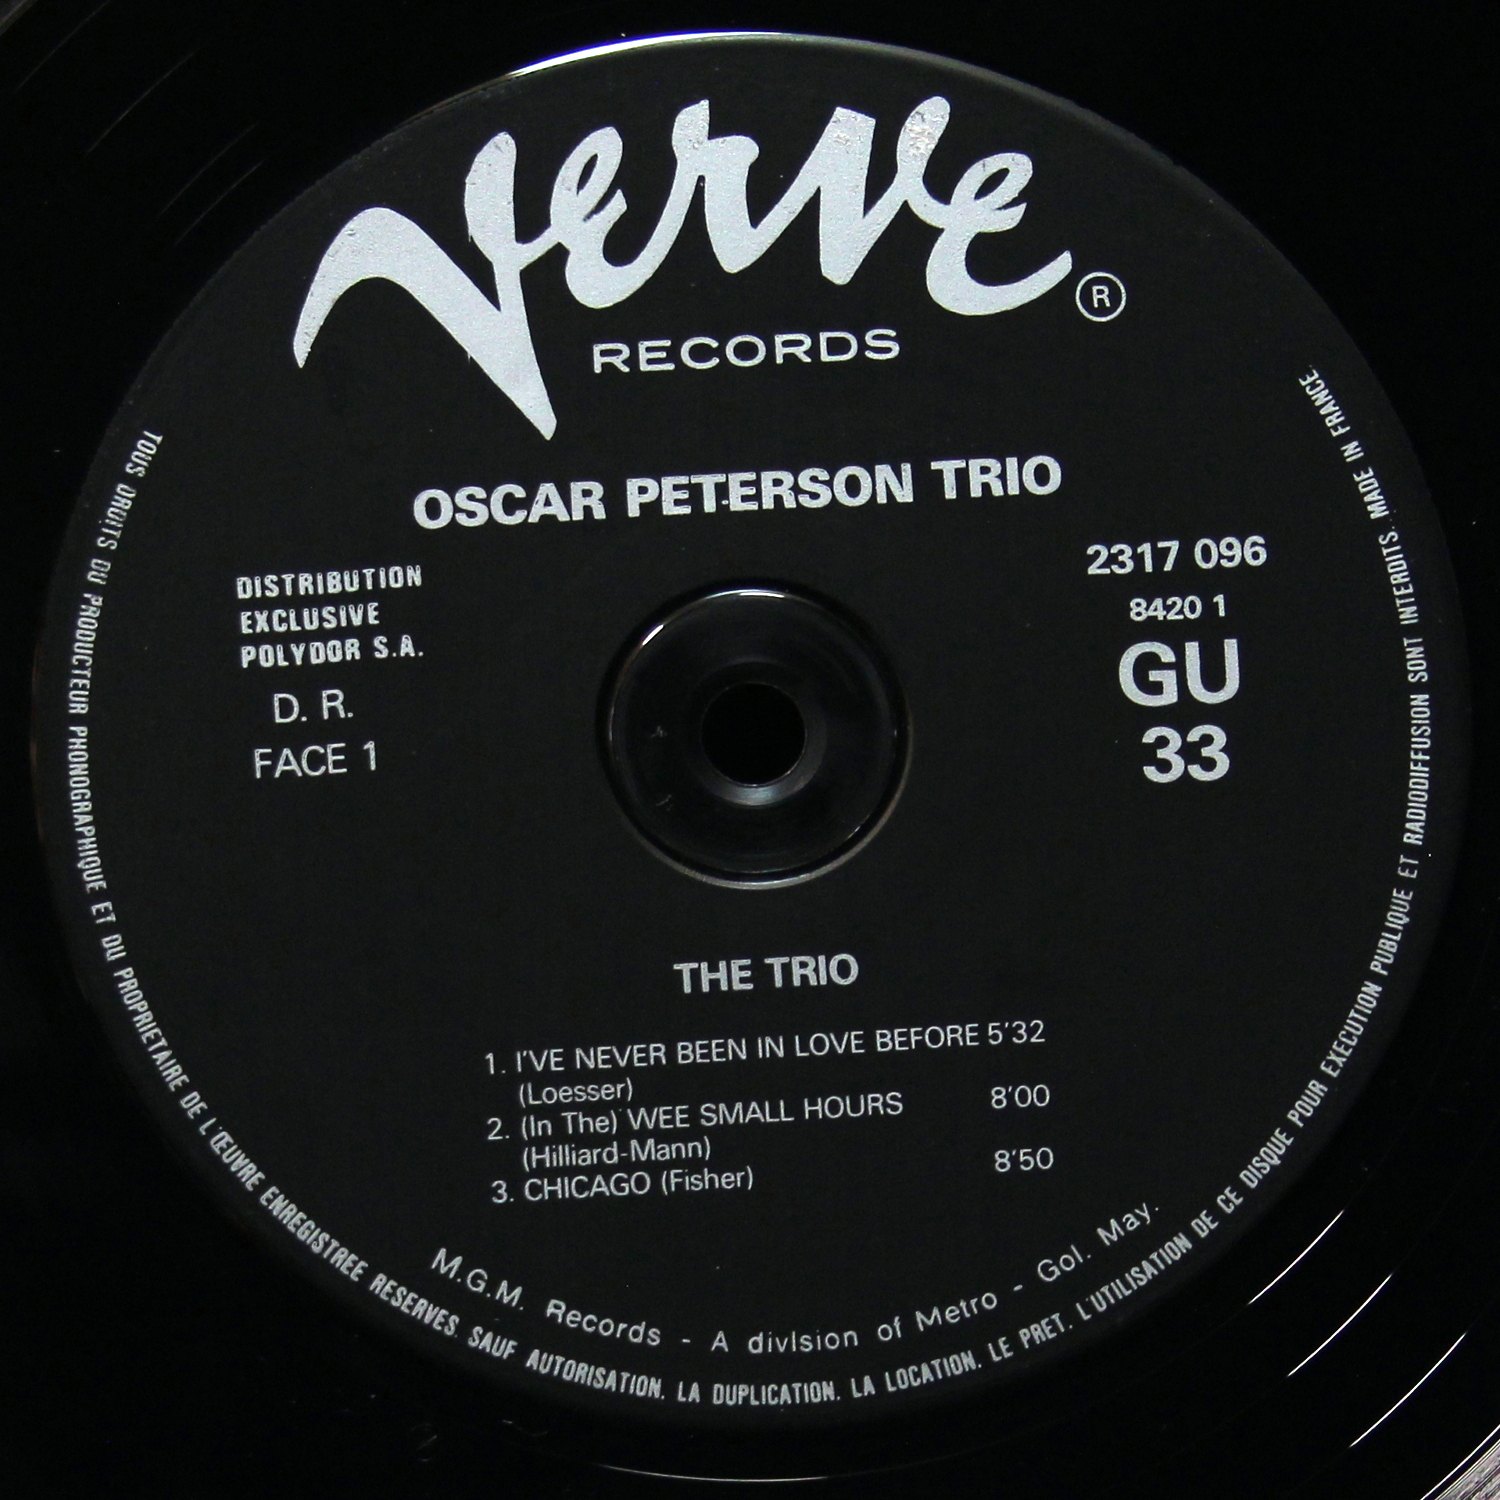 Verve
®
RECORDS
OSCAR PETERSON TRIO
DISTRIBUTION
EXCLUSIVE
POLYDOR S.A.
D. R.
FACE 1
2317 096
8420 1
GU
33
THE TRIO
1. I'VE NEVER BEEN IN LOVE BEFORE 5'32
(Loesser)
2. (In The) WEE SMALL HOURS 8'00
(Hilliard-Mann)
3. CHICAGO (Fisher) 8'50
M.G.M. Records - A division of Metro - Gol. May.
TOUS DROITS DU PRODUCTEUR PHONOGRAPHIQUE ET DU PROPRIETAIRE DE L'ŒUVRE ENREGISTREE RESERVES. SAUF AUTORISATION. LA DUPLICATION. LA LOCATION. LE PRET. L'UTILISATION DE CE DISQUE POUR EXECUTION PUBLIQUE ET RADIODIFFUSION SONT INTERDITS. MADE IN FRANCE.